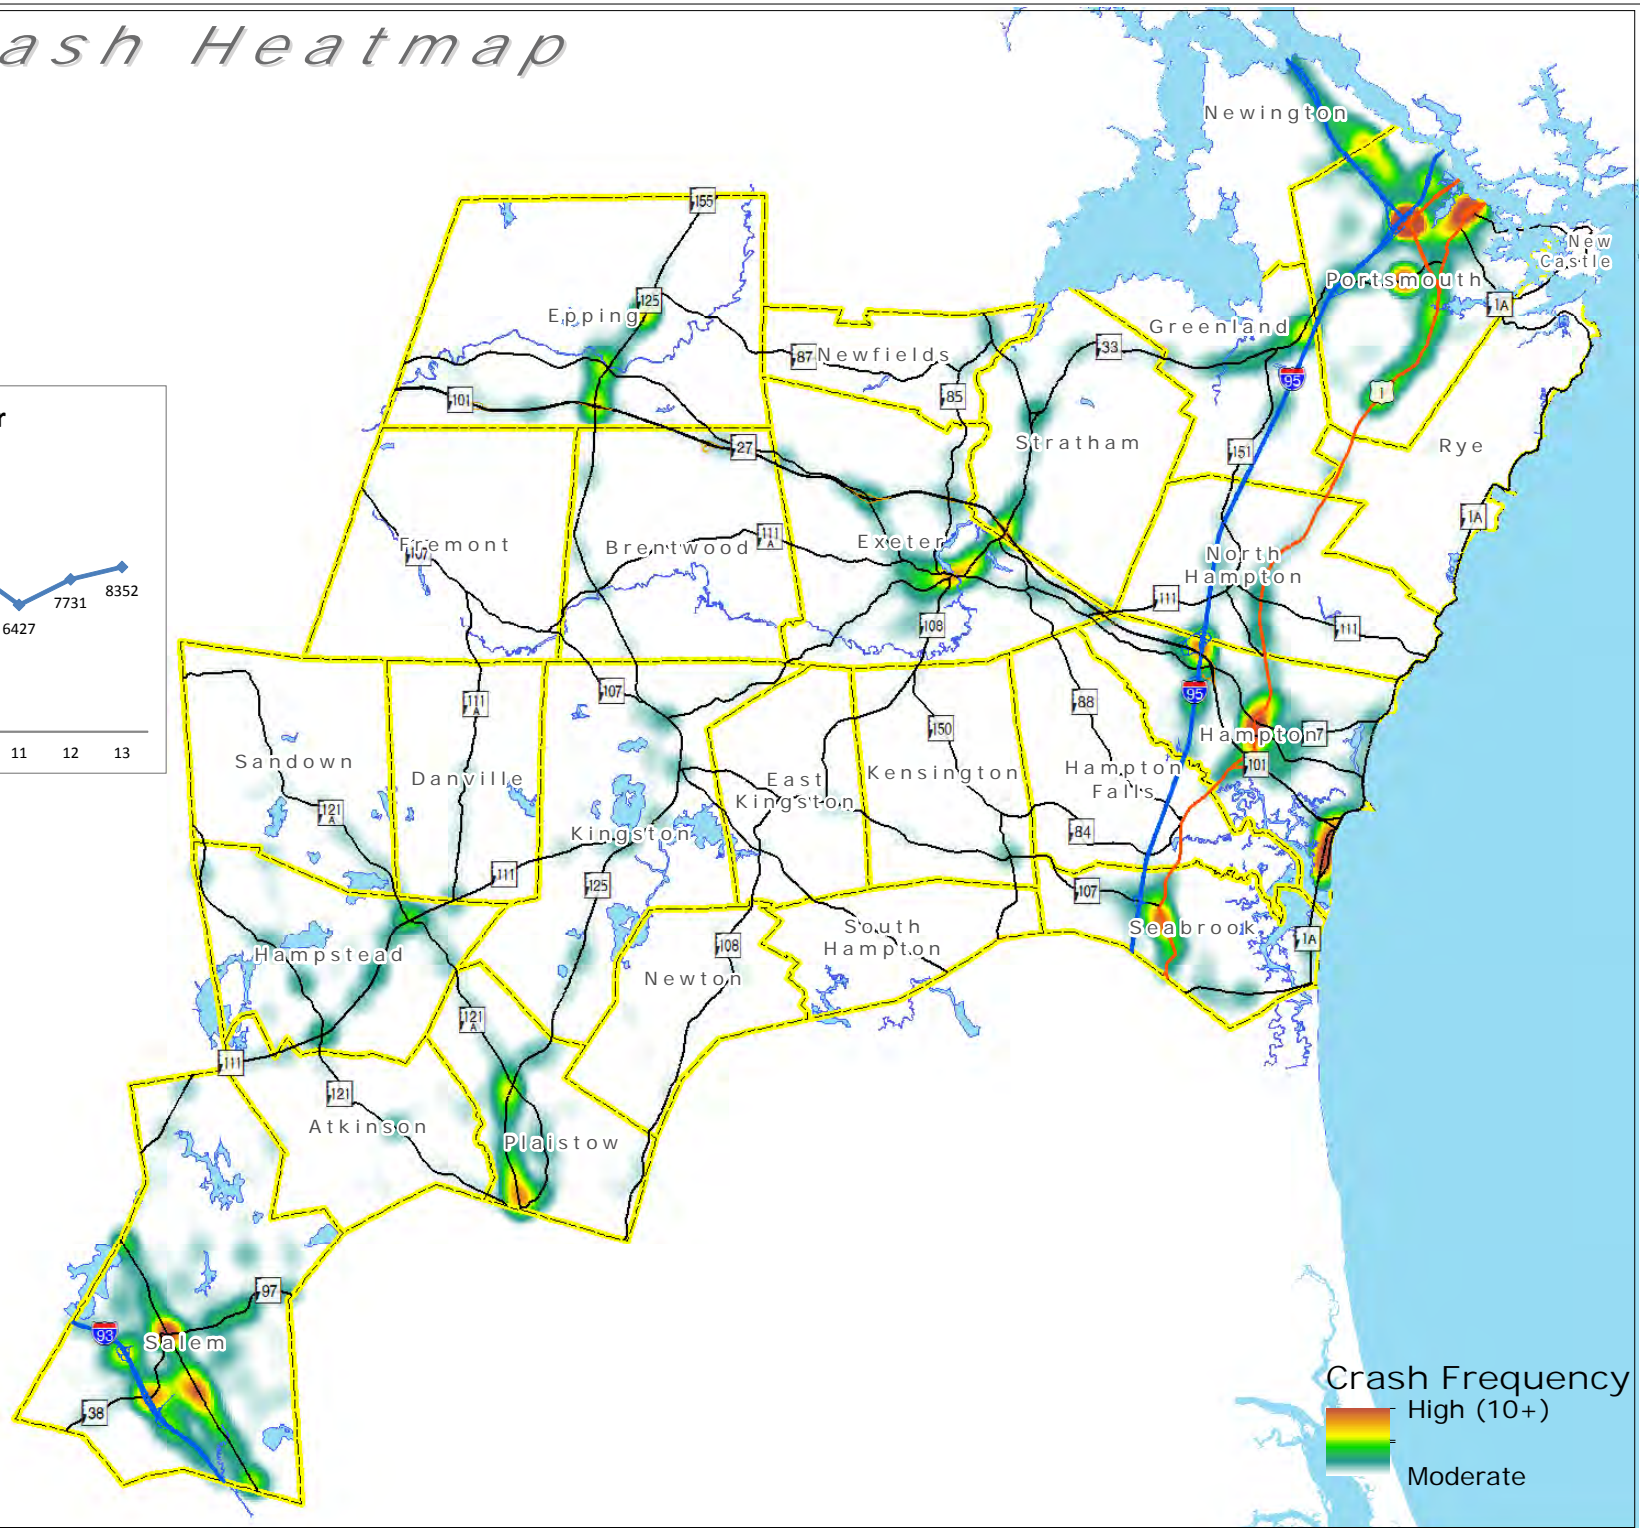 ash Heatmap
Newington
155
New
Castle
Portsmouth
1A
125
Epping
Greenland
33
87
Newfields
95
101
85
1
Stratham
Rye
27
151
1A
111
A
Exeter
Fremont
107
Brentwood
North
Hampton
r
7731
8352
6427
11
12
13
111
108
111
107
95
88
111
A
150
Hampton
101
Sandown
Danville
East
Kingston
Kensington
Hampton
Falls
121
A
Kingston
84
111
125
107
Seabrook
South
Hampton
1A
Hampstead
108
Newton
121
A
111
121
Atkinson
Plaistow
97
93
Salem
38
Crash Frequency
High (10+)
Moderate